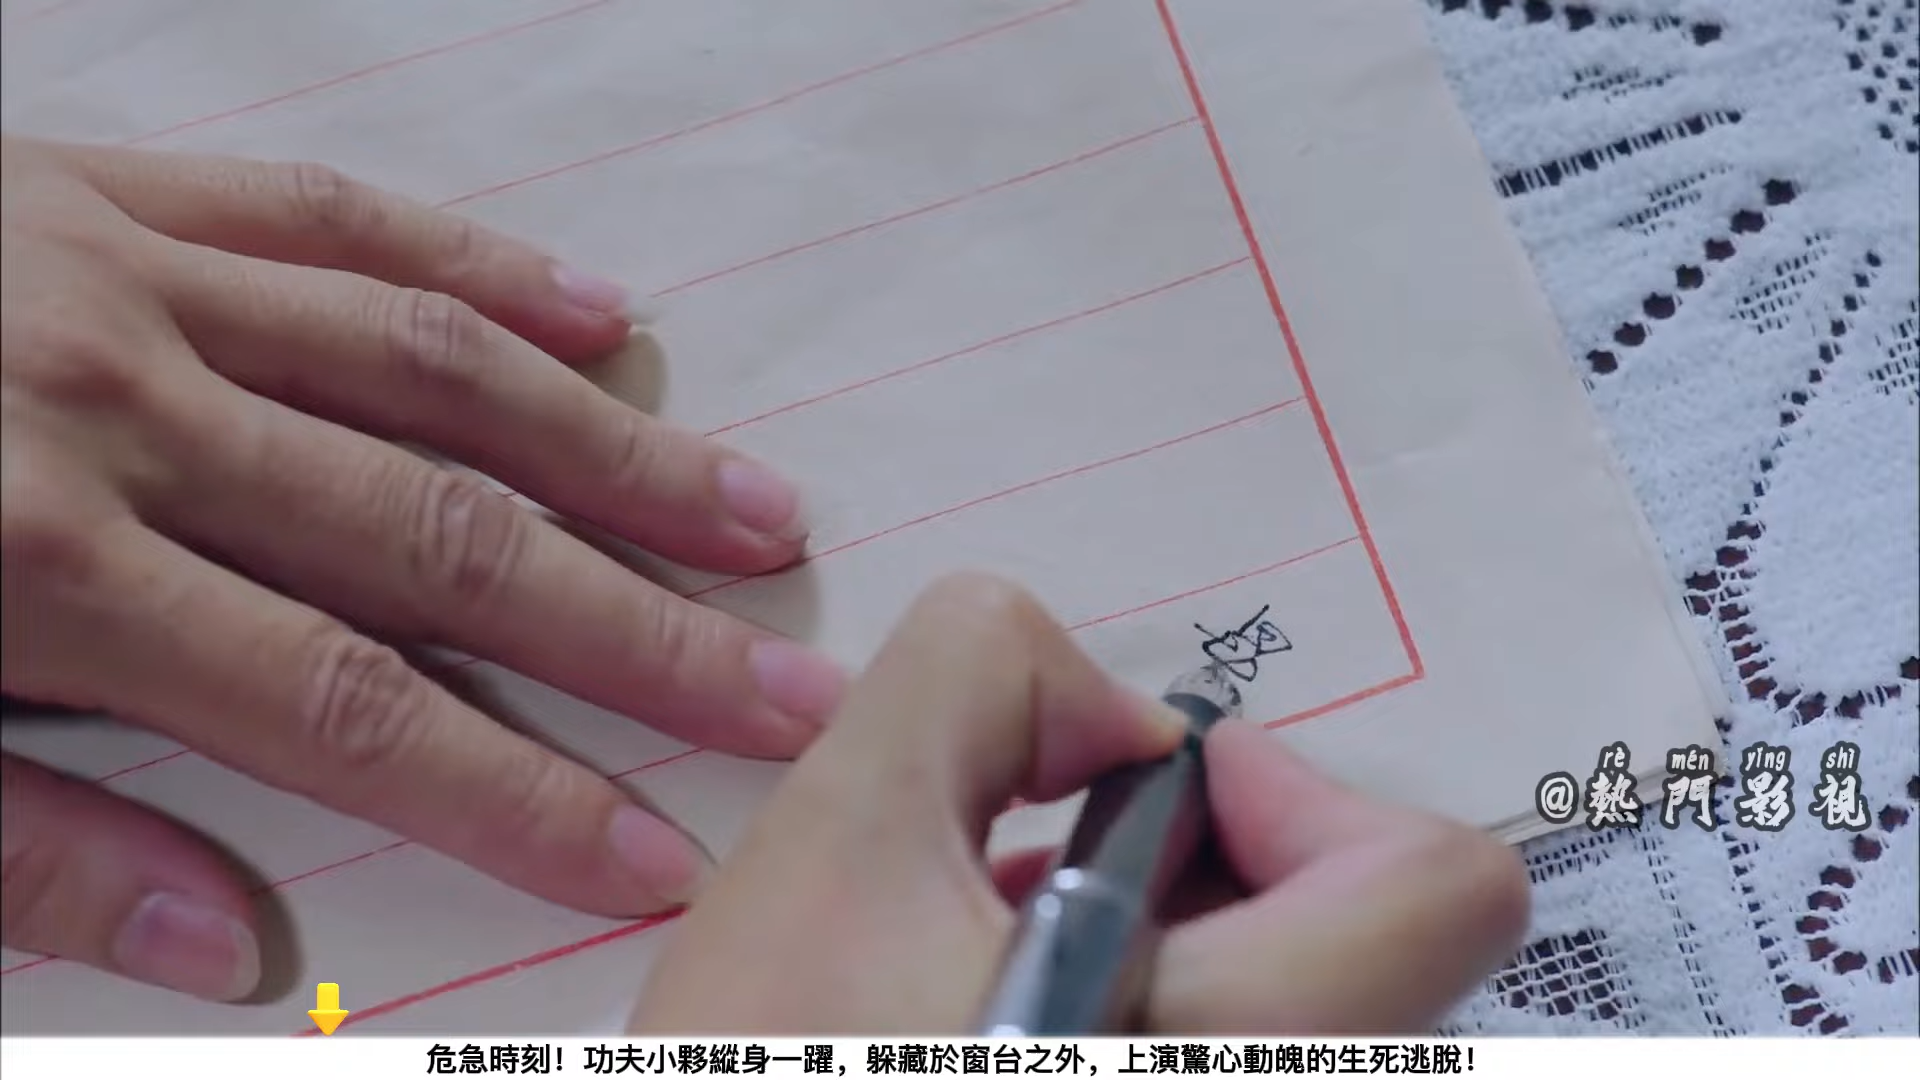 rè mén yǐng shì
@熱門影視
危急時刻！功夫小夥縱身一躍，躲藏於窗台之外，上演驚心動魄的生死逃脫！